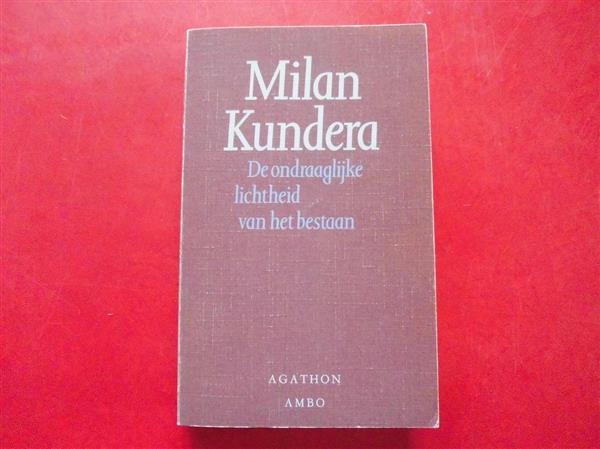 Milan
Kundera
De ondraaglijke
lichtheid
van het bestaan
AGATHON
AMBO